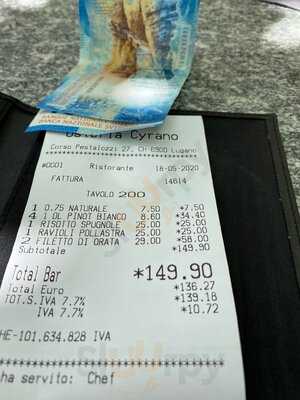 BANCA NAZIONALE SV
Osteria Cyrano
Corso Pestalozzi 27, CH 6900 Lugano
#0001 Ristorante 18-05-2020
FATTURA 14614
TAVOLO 200
1 0.75 NATURALE 7.50 *7.50
4 1 DL PINOT BIANCO 8.60 *34.40
1 RISOTTO SPUGNOLE 25.00 *25.00
1 RAVIOLI POLLASTRA 25.00 *25.00
2 FILETTO DI ORATA 29.00 *58.00
Subtotale *149.90
Total Bar *149.90
Total Euro *136.27
TOT.S.IVA 7.7% *139.18
IVA 7.7% *10.72
HE-101.634.828 IVA
ha servito: Chef